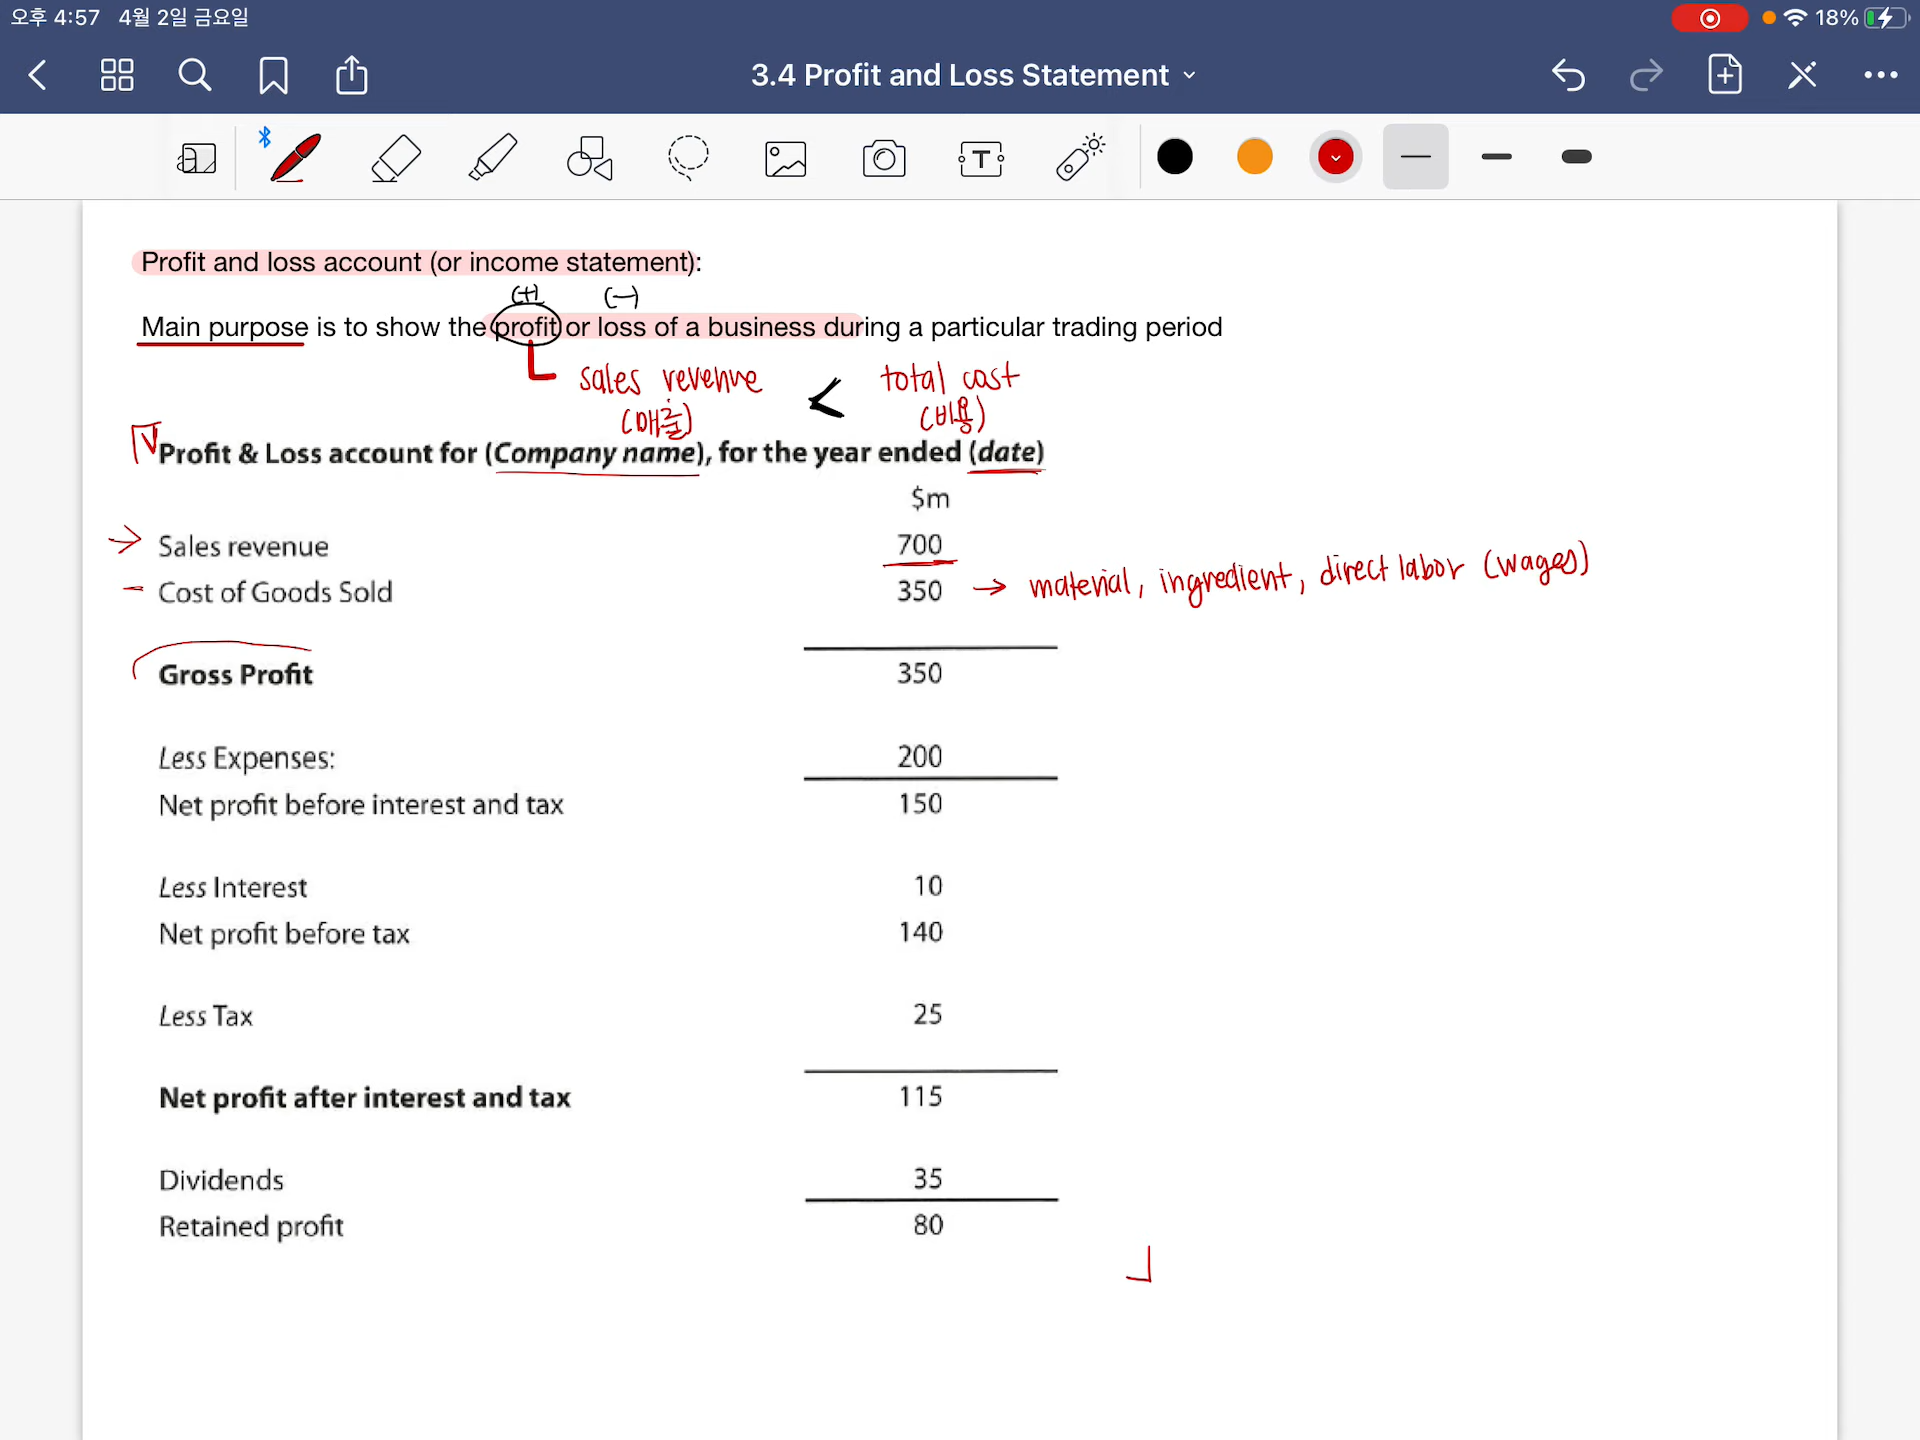 오후 4:57 4월 2일 금요일
18%
3.4 Profit and Loss Statement
T
Profit and loss account (or income statement):
(+) (-)
Main purpose is to show the profit or loss of a business during a particular trading period
sales revenue < total cost
(매출) (비용)
Profit & Loss account for (Company name), for the year ended (date)
$m
→ Sales revenue 700
- Cost of Goods Sold 350 → material, ingredient, direct labor (wages)
Gross Profit 350
Less Expenses: 200
Net profit before interest and tax 150
Less Interest 10
Net profit before tax 140
Less Tax 25
Net profit after interest and tax 115
Dividends 35
Retained profit 80